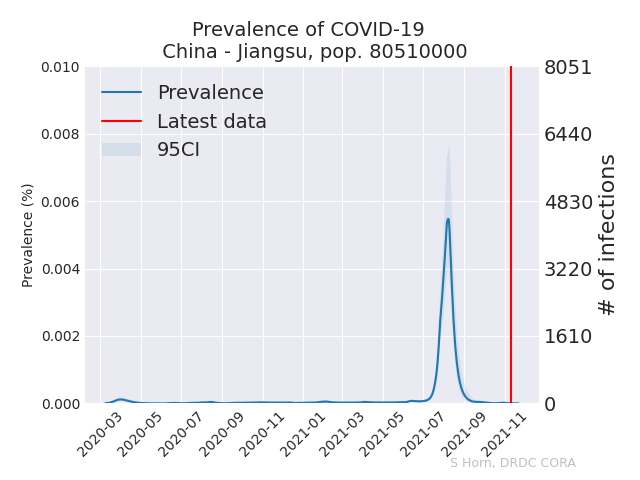 Prevalence of COVID-19
China - Jiangsu, pop. 80510000
Prevalence
Latest data
95CI
Prevalence (%)
0.010
0.008
0.006
0.004
0.002
0.000
8051
6440
4830
3220
1610
0
# of infections
2020-03
2020-05
2020-07
2020-09
2020-11
2021-01
2021-03
2021-05
2021-07
2021-09
2021-11
S Horn, DRDC CORA